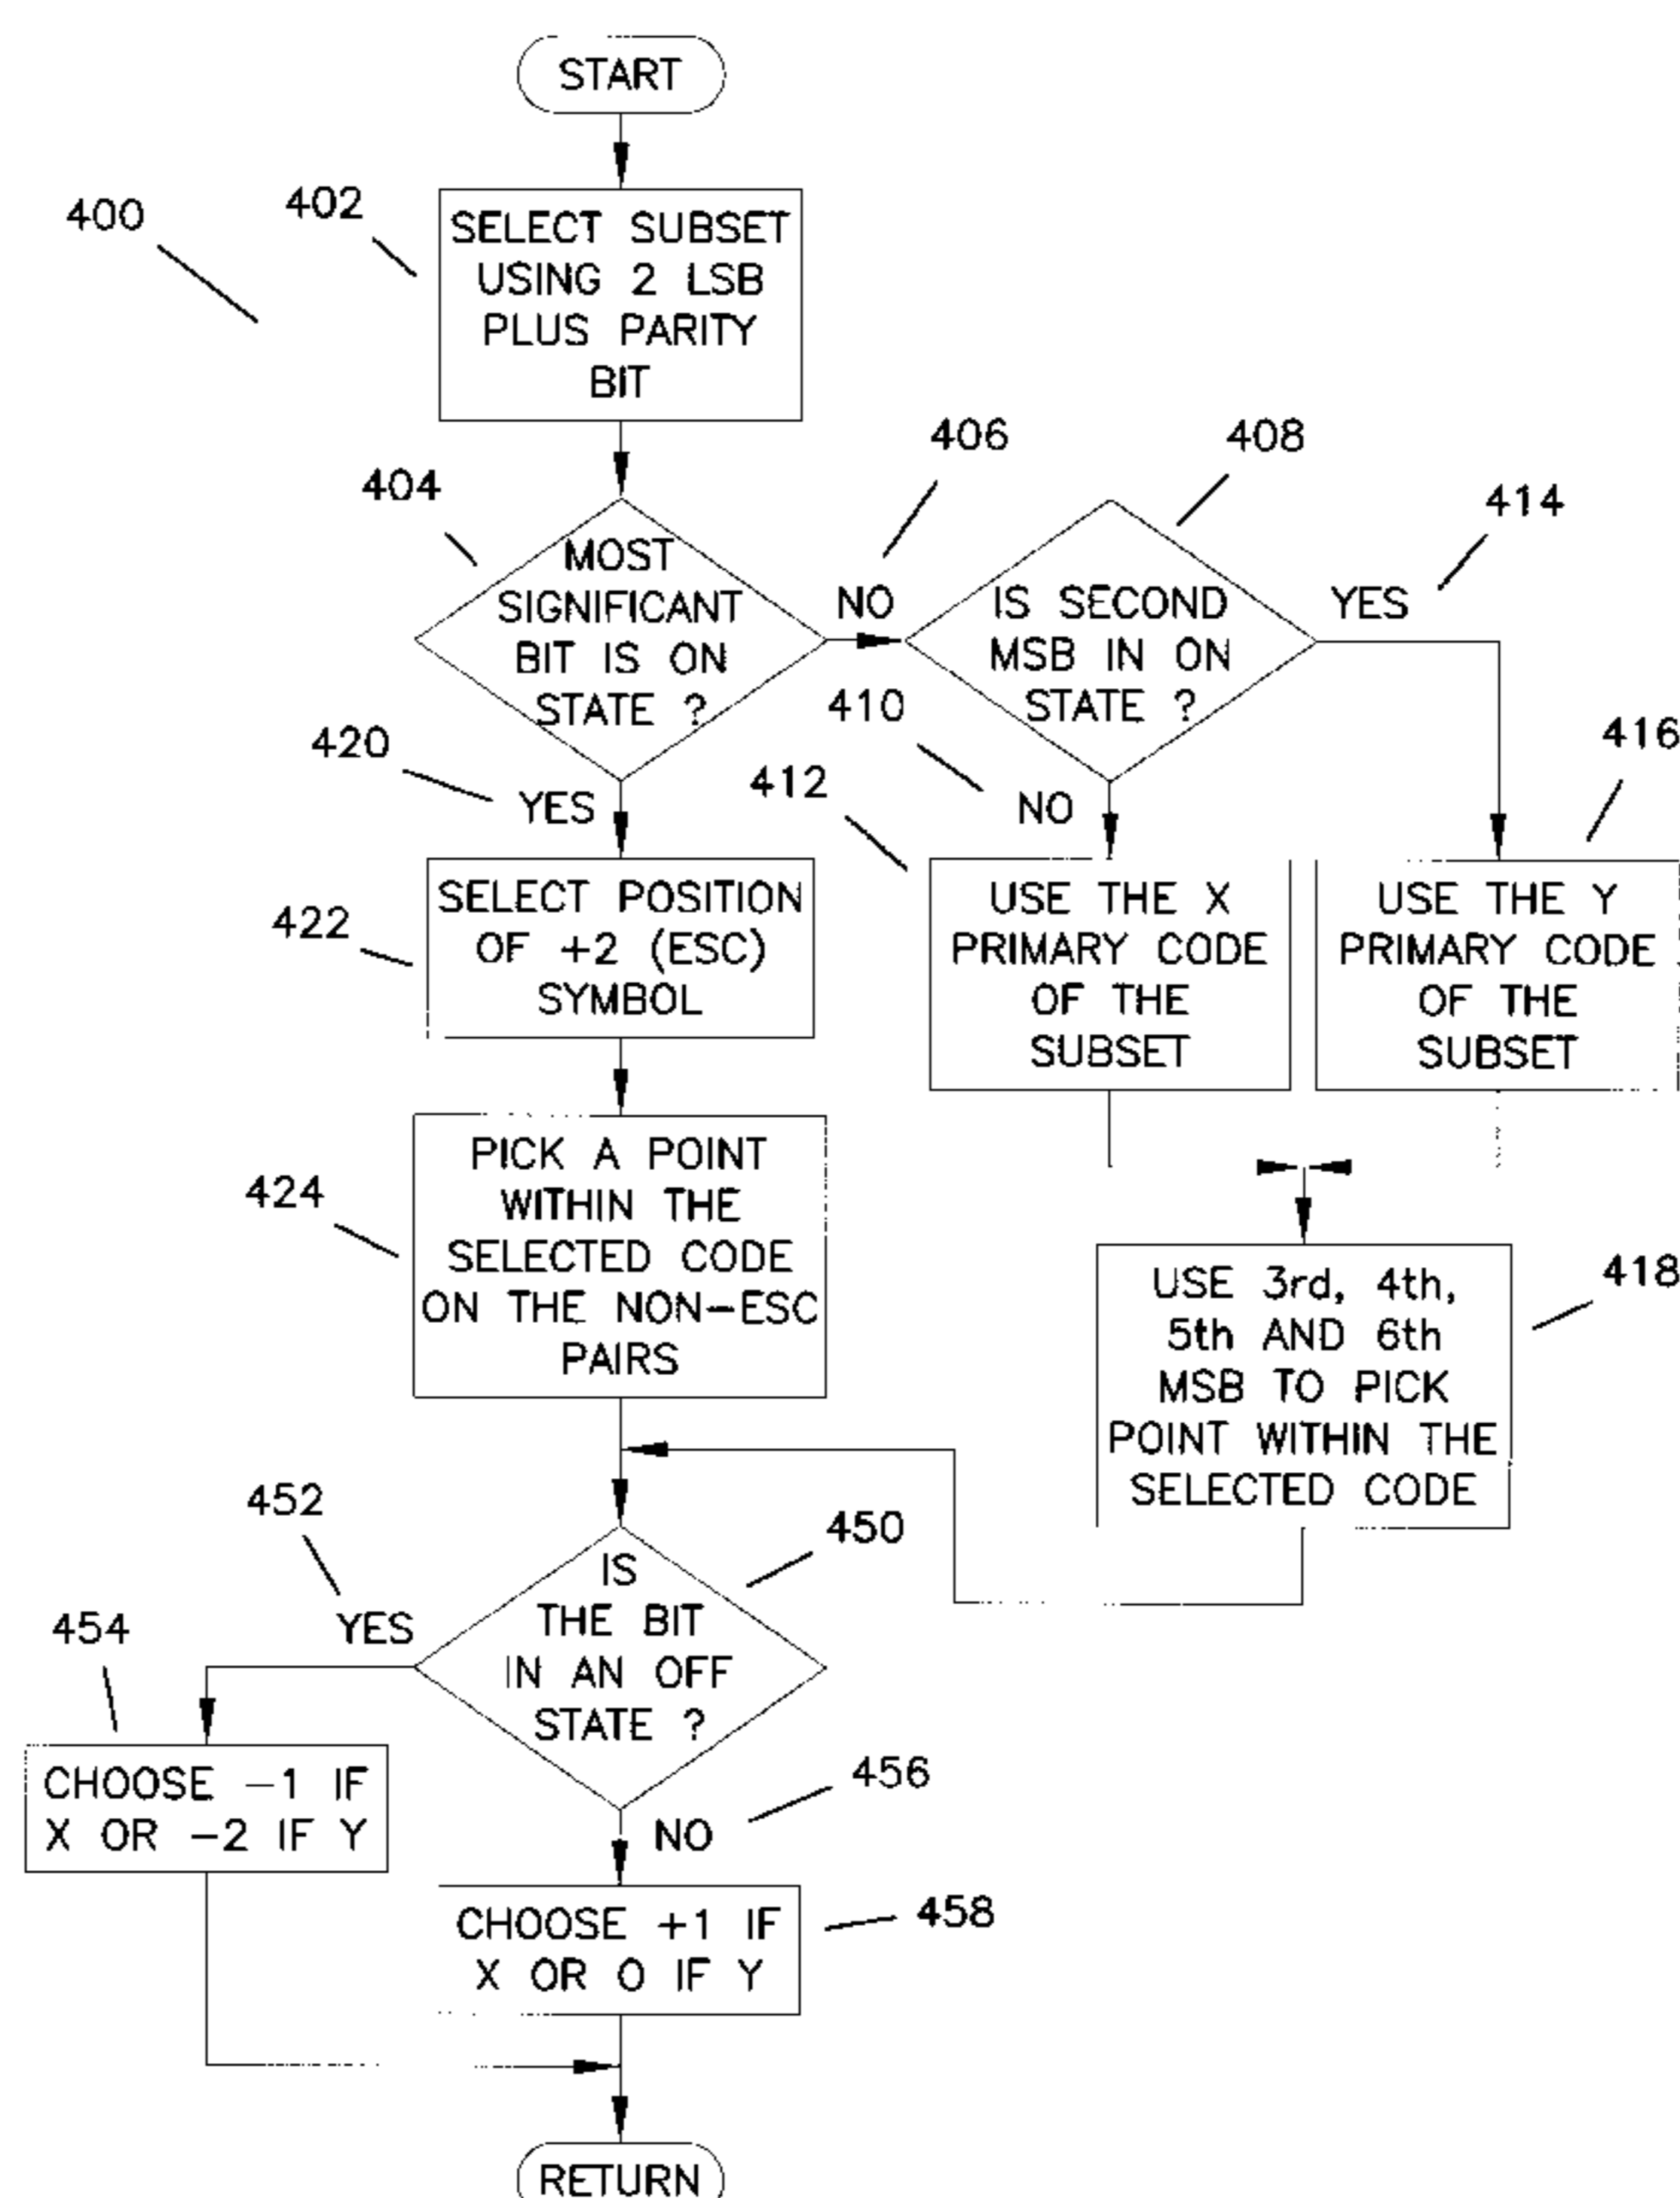 START
400
402
SELECT SUBSET
USING 2 LSB
PLUS PARITY
BIT
404
MOST
SIGNIFICANT
BIT IS ON
STATE ?
406
NO
408
IS SECOND
MSB IN ON
STATE ?
414
YES
410
NO
412
USE THE X
PRIMARY CODE
OF THE
SUBSET
416
USE THE Y
PRIMARY CODE
OF THE
SUBSET
420
YES
422
SELECT POSITION
OF +2 (ESC)
SYMBOL
424
PICK A POINT
WITHIN THE
SELECTED CODE
ON THE NON-ESC
PAIRS
418
USE 3rd, 4th,
5th AND 6th
MSB TO PICK
POINT WITHIN THE
SELECTED CODE
450
IS
THE BIT
IN AN OFF
STATE ?
452
YES
454
CHOOSE -1 IF
X OR -2 IF Y
456
NO
458
CHOOSE +1 IF
X OR 0 IF Y
RETURN